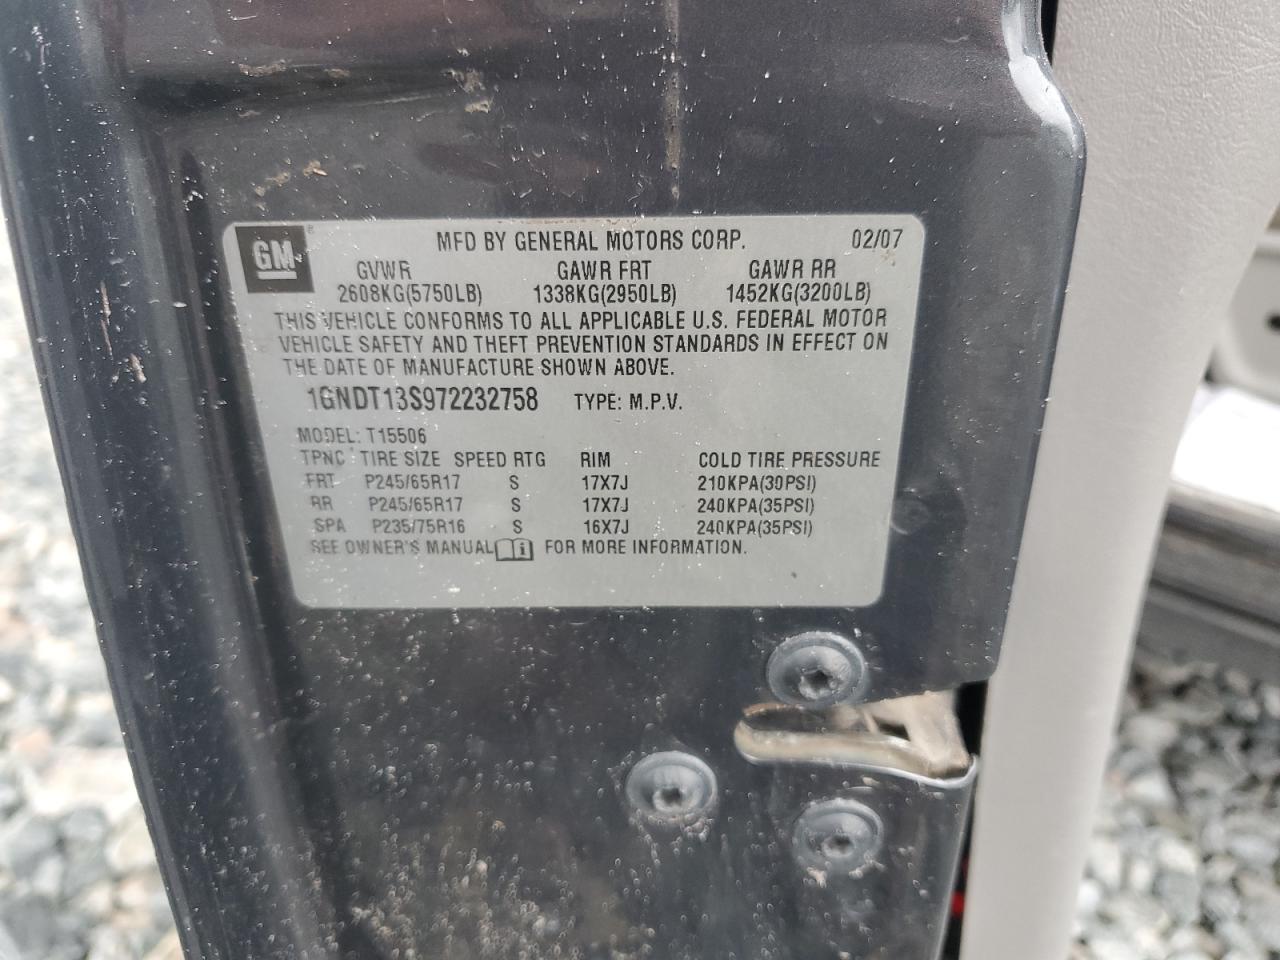 GM
MFD BY GENERAL MOTORS CORP. 02/07
GVWR GAWR FRT GAWR RR
2608KG(5750LB) 1338KG(2950LB) 1452KG(3200LB)
THIS VEHICLE CONFORMS TO ALL APPLICABLE U.S. FEDERAL MOTOR
VEHICLE SAFETY AND THEFT PREVENTION STANDARDS IN EFFECT ON
THE DATE OF MANUFACTURE SHOWN ABOVE.
1GNDT13S972232758 TYPE: M.P.V.
MODEL: T15506
TPNC TIRE SIZE SPEED RTG RIM COLD TIRE PRESSURE
FRT P245/65R17 S 17X7J 210KPA(30PSI)
RR P245/65R17 S 17X7J 240KPA(35PSI)
SPA P235/75R16 S 16X7J 240KPA(35PSI)
SEE OWNER'S MANUAL i FOR MORE INFORMATION.